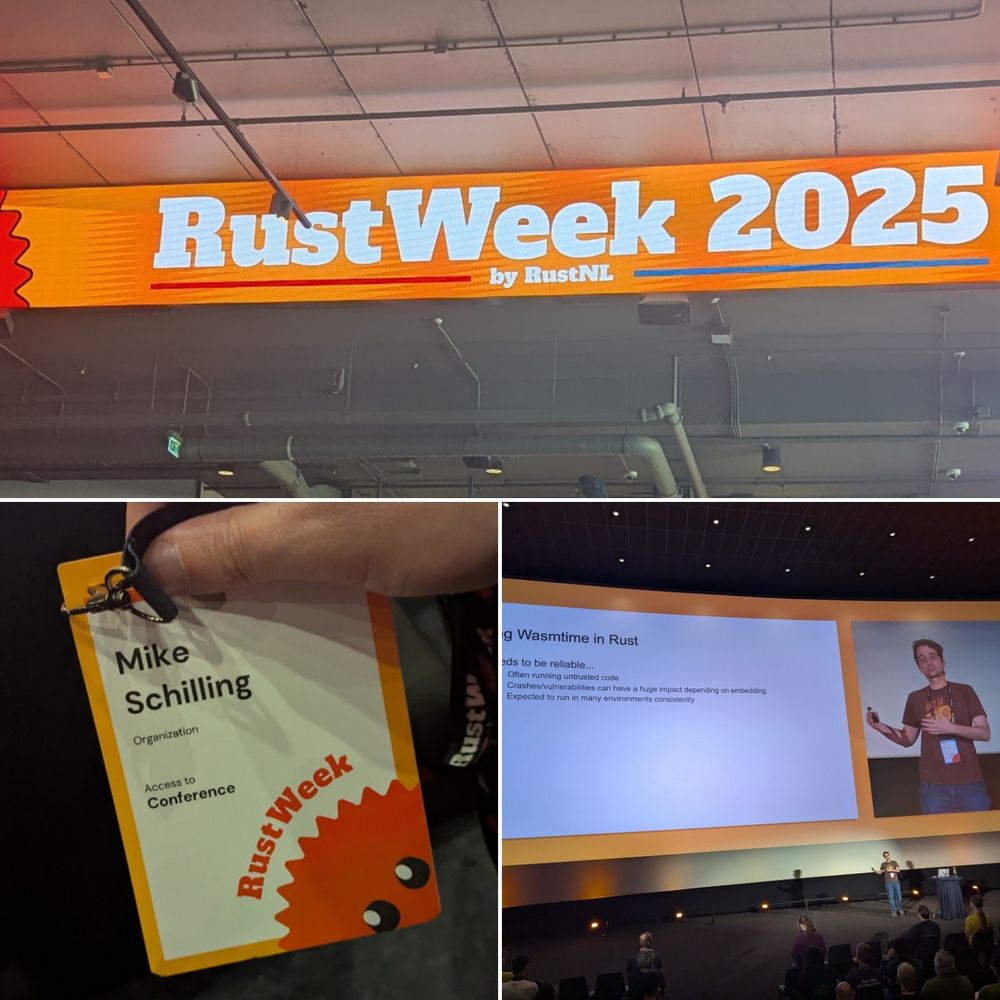 RustWeek 2025
by RustNL
Mike
Schilling
Organization
Access to
Conference
RustWeek
RustW
g Wasmtime in Rust
eds to be reliable...
Often running untrusted code
Crashes/vulnerabilities can have a huge impact depending on embedding
Expected to run in many environments consistently